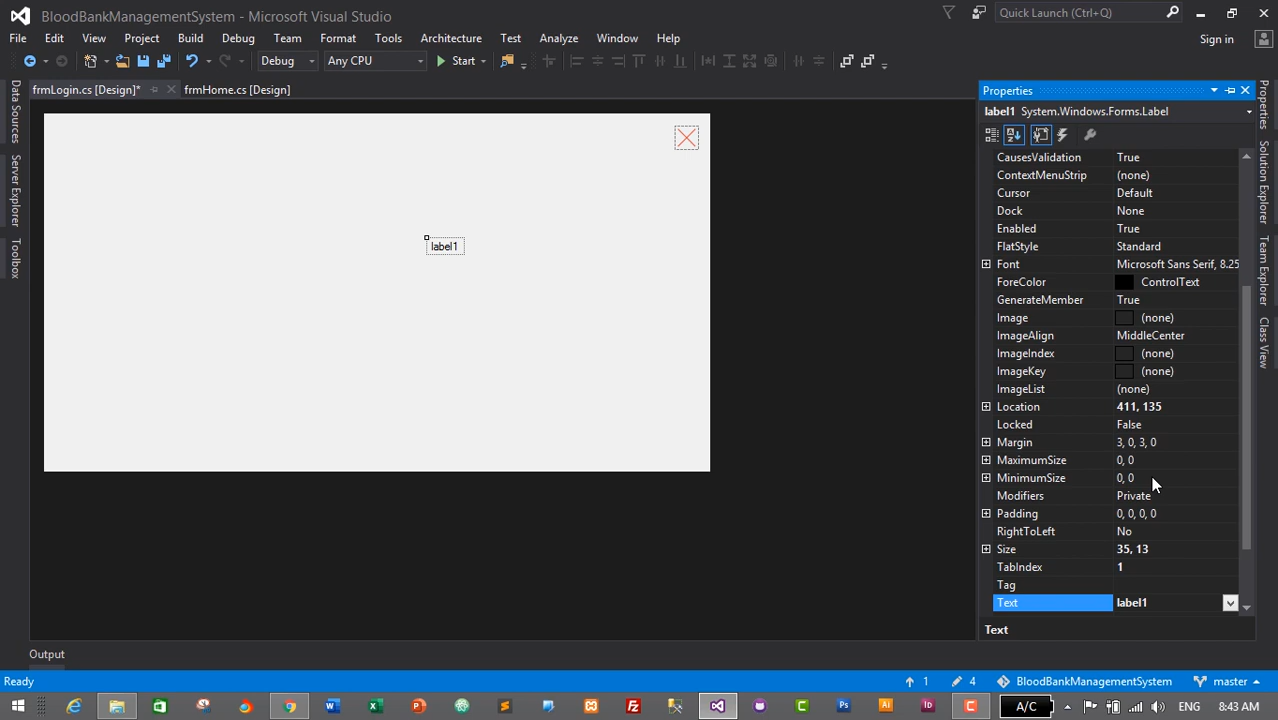 BloodBankManagementSystem - Microsoft Visual Studio
Quick Launch (Ctrl+Q)
File Edit View Project Build Debug Team Format Tools Architecture Test Analyze Window Help
Sign in
Debug Any CPU Start
frmLogin.cs [Design]* frmHome.cs [Design]
Data Sources
Server Explorer
Toolbox
label1
Properties
label1 System.Windows.Forms.Label
CausesValidation True
ContextMenuStrip (none)
Cursor Default
Dock None
Enabled True
FlatStyle Standard
Font Microsoft Sans Serif, 8.25
ForeColor ControlText
GenerateMember True
Image (none)
ImageAlign MiddleCenter
ImageIndex (none)
ImageKey (none)
ImageList (none)
Location 411, 135
Locked False
Margin 3, 0, 3, 0
MaximumSize 0, 0
MinimumSize 0, 0
Modifiers Private
Padding 0, 0, 0, 0
RightToLeft No
Size 35, 13
TabIndex 1
Tag
Text label1
Text
Properties
Solution Explorer
Team Explorer
Class View
Output
Ready 1 4 BloodBankManagementSystem master
A/C ENG 8:43 AM